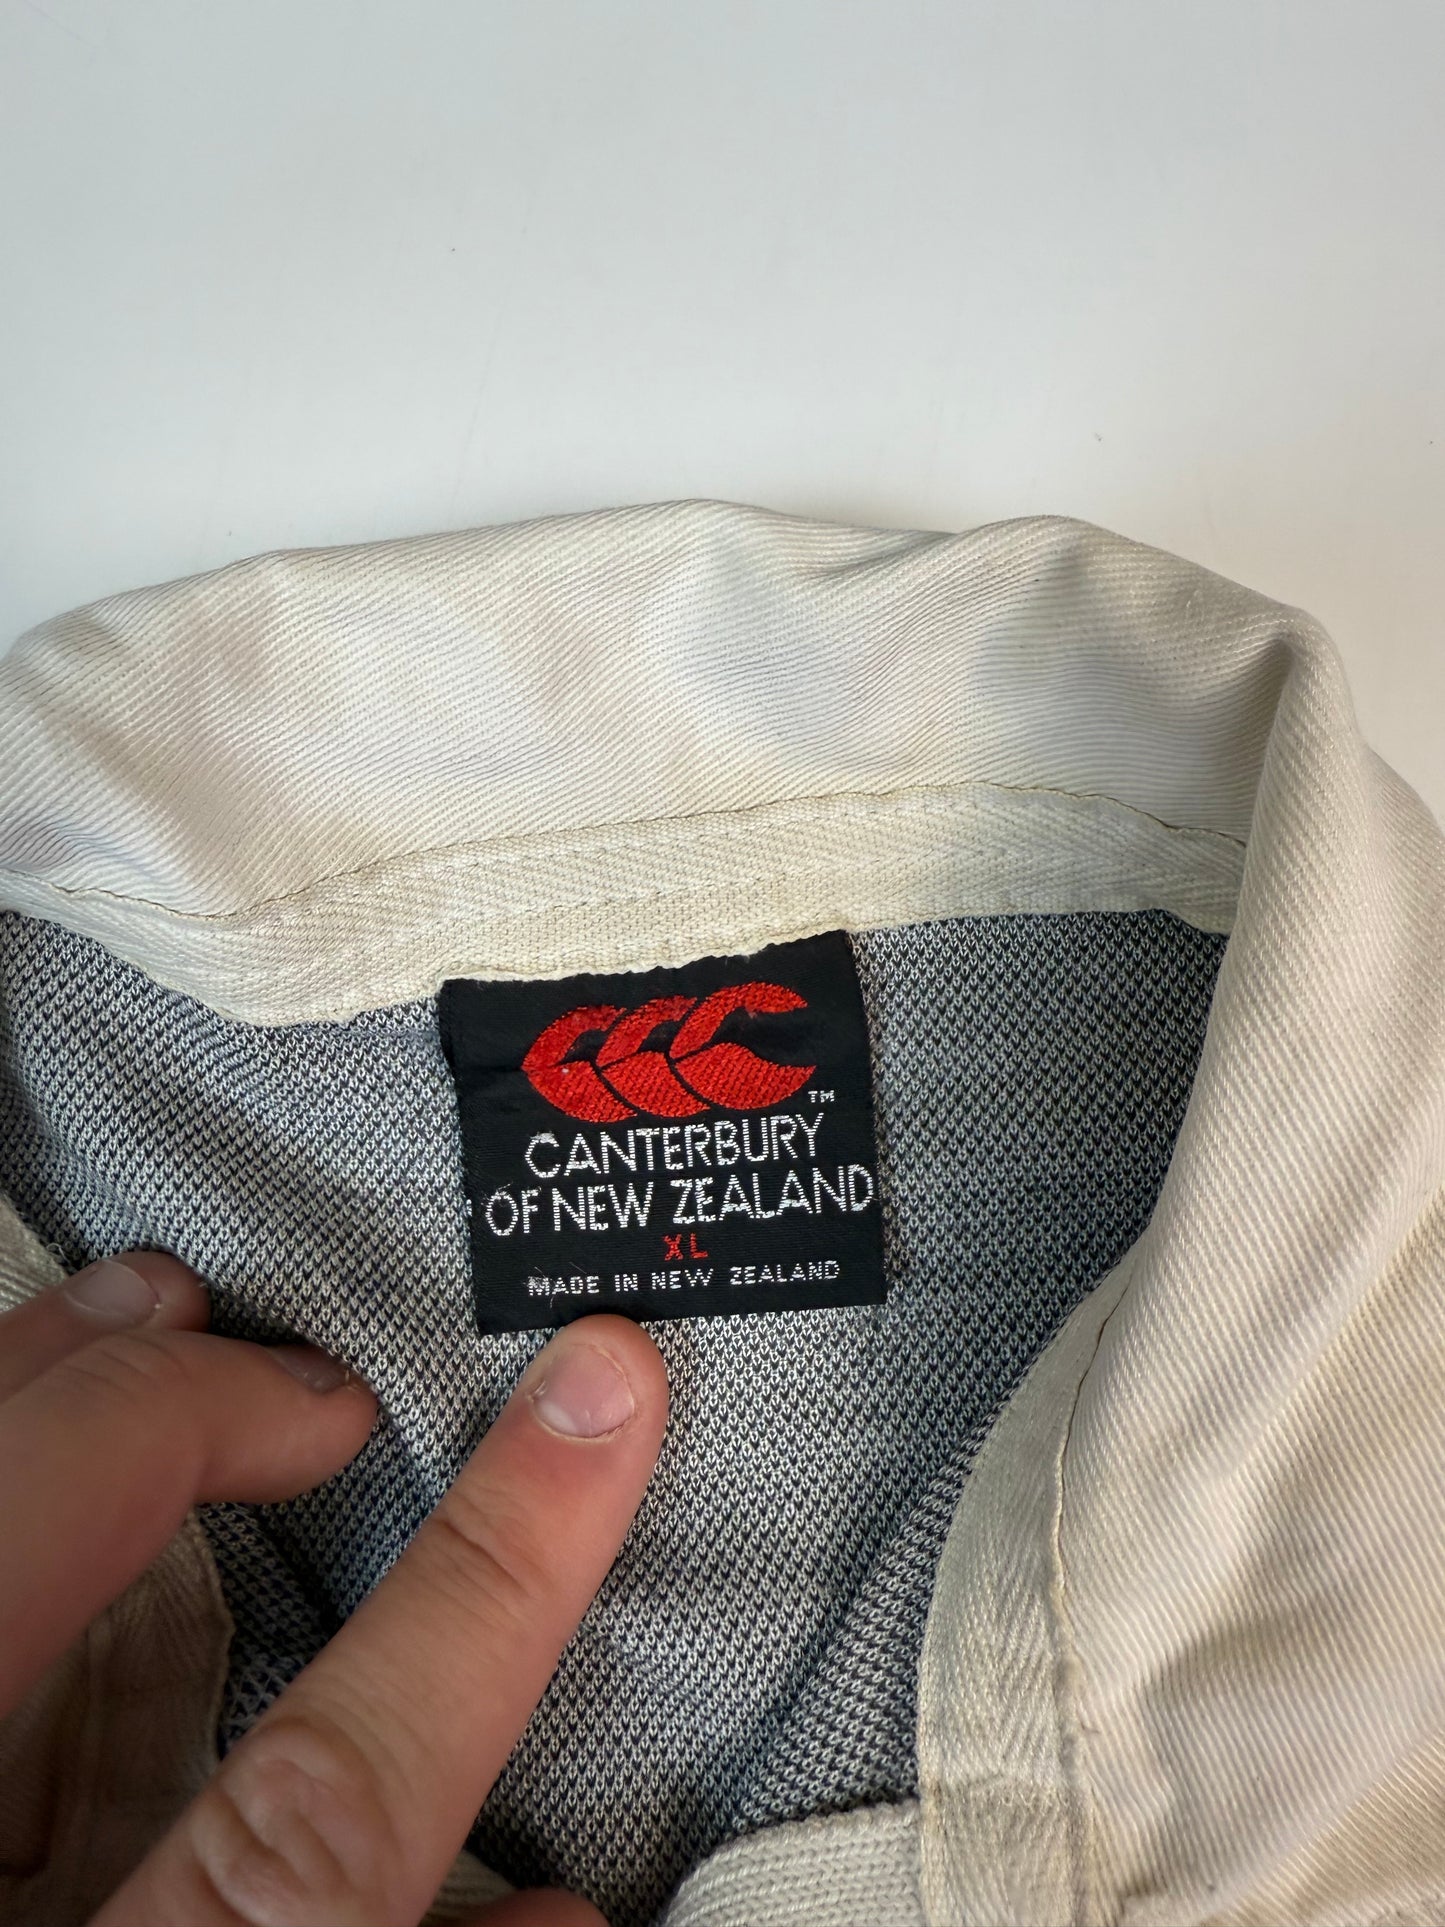 TM
CANTERBURY
OF NEW ZEALAND
XL
MADE IN NEW ZEALAND